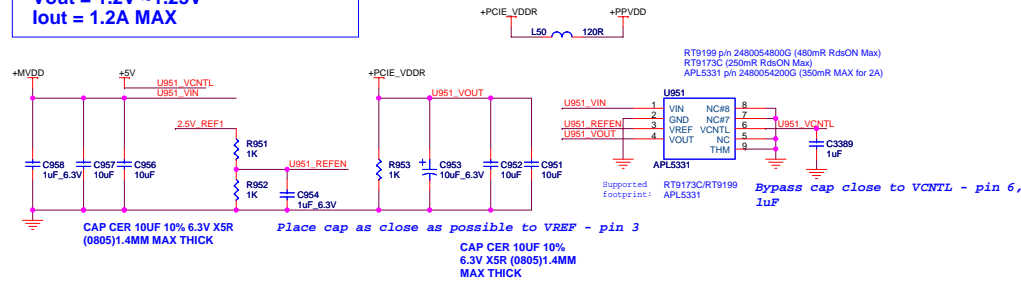 Vout = 1.2V~1.25V
Iout = 1.2A MAX
+PCIE_VDDR
+PPVDD
L50
120R
RT9199 p/n 2480054800G (480mR RdsON Max)
RT9173C (250mR RdsON Max)
APL5331 p/n 2480054200G (350mR MAX for 2A)
+MVDD
+5V
U951_VCNTL
U951_VIN
+PCIE_VDDR
U951_VOUT
U951
U951_VIN
1
VIN
NC#8
8
2
GND
NC#7
7
U951_REFEN
3
VREF
VCNTL
6
U951_VCNTL
U951_VOUT
4
VOUT
NC
5
THM
9
APL5331
2.5V_REF1
R951
1K
U951_REFEN
R952
1K
C954
1uF_6.3V
C958
1uF_6.3V
C957
10uF
C956
10uF
R953
1K
C953
10uF_6.3V
C952
10uF
C951
10uF
C3389
1uF
Supported
footprint:
RT9173C/RT9199
APL5331
Bypass cap close to VCNTL - pin 6,
1uF
CAP CER 10UF 10% 6.3V X5R
(0805)1.4MM MAX THICK
Place cap as close as possible to VREF - pin 3
CAP CER 10UF 10%
6.3V X5R (0805)1.4MM
MAX THICK